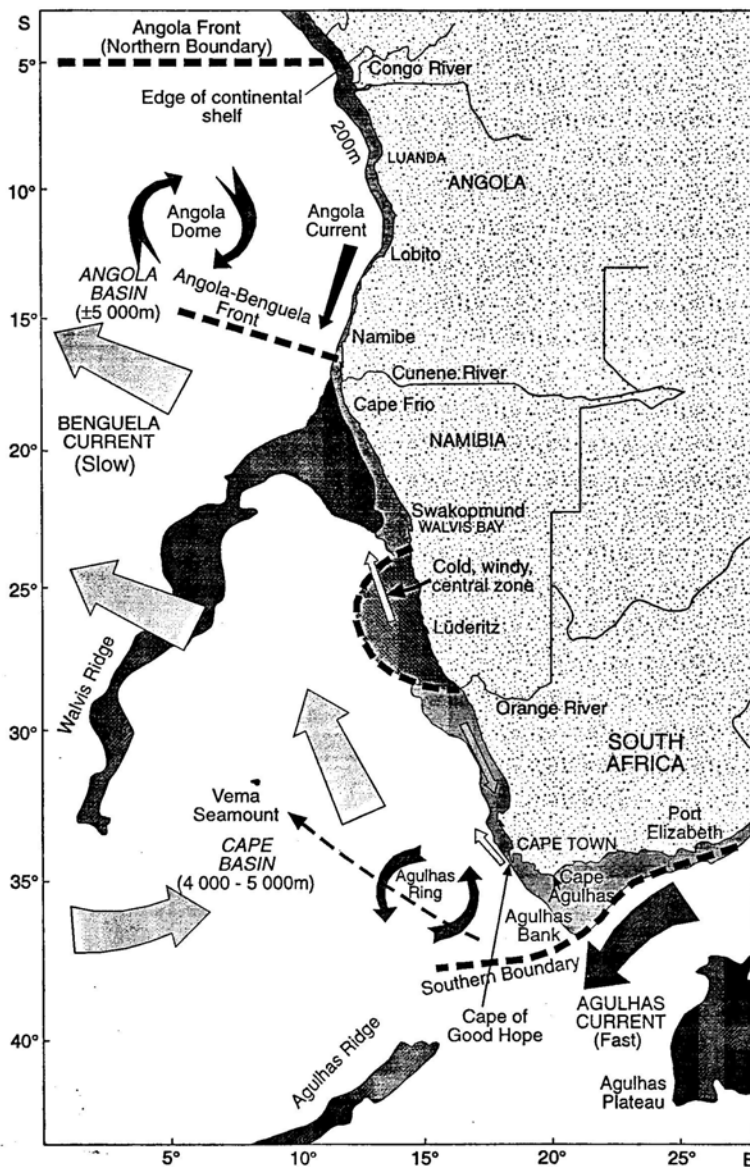 S
Angola Front
(Northern Boundary)
5°
Congo River
Edge of continental
shelf
200m
LUANDA
10°
ANGOLA
Angola
Dome
Angola
Current
Lobito
ANGOLA
BASIN
(±5 000m)
Angola-Benguela
Front
15°
Namibe
Cunene River
Cape Frio
BENGUELA
CURRENT
(Slow)
NAMIBIA
20°
Swakopmund
WALVIS BAY
Cold, windy,
central zone
25°
Lüderitz
Walvis Ridge
Orange River
30°
SOUTH
AFRICA
Vema
Seamount
Port
Elizabeth
CAPE TOWN
CAPE
BASIN
(4 000 - 5 000m)
Agulhas
Ring
Cape
Agulhas
35°
Agulhas
Bank
Southern Boundary
Cape of
Good Hope
AGULHAS
CURRENT
(Fast)
40°
Agulhas Ridge
Agulhas
Plateau
5°
10°
15°
20°
25°
E